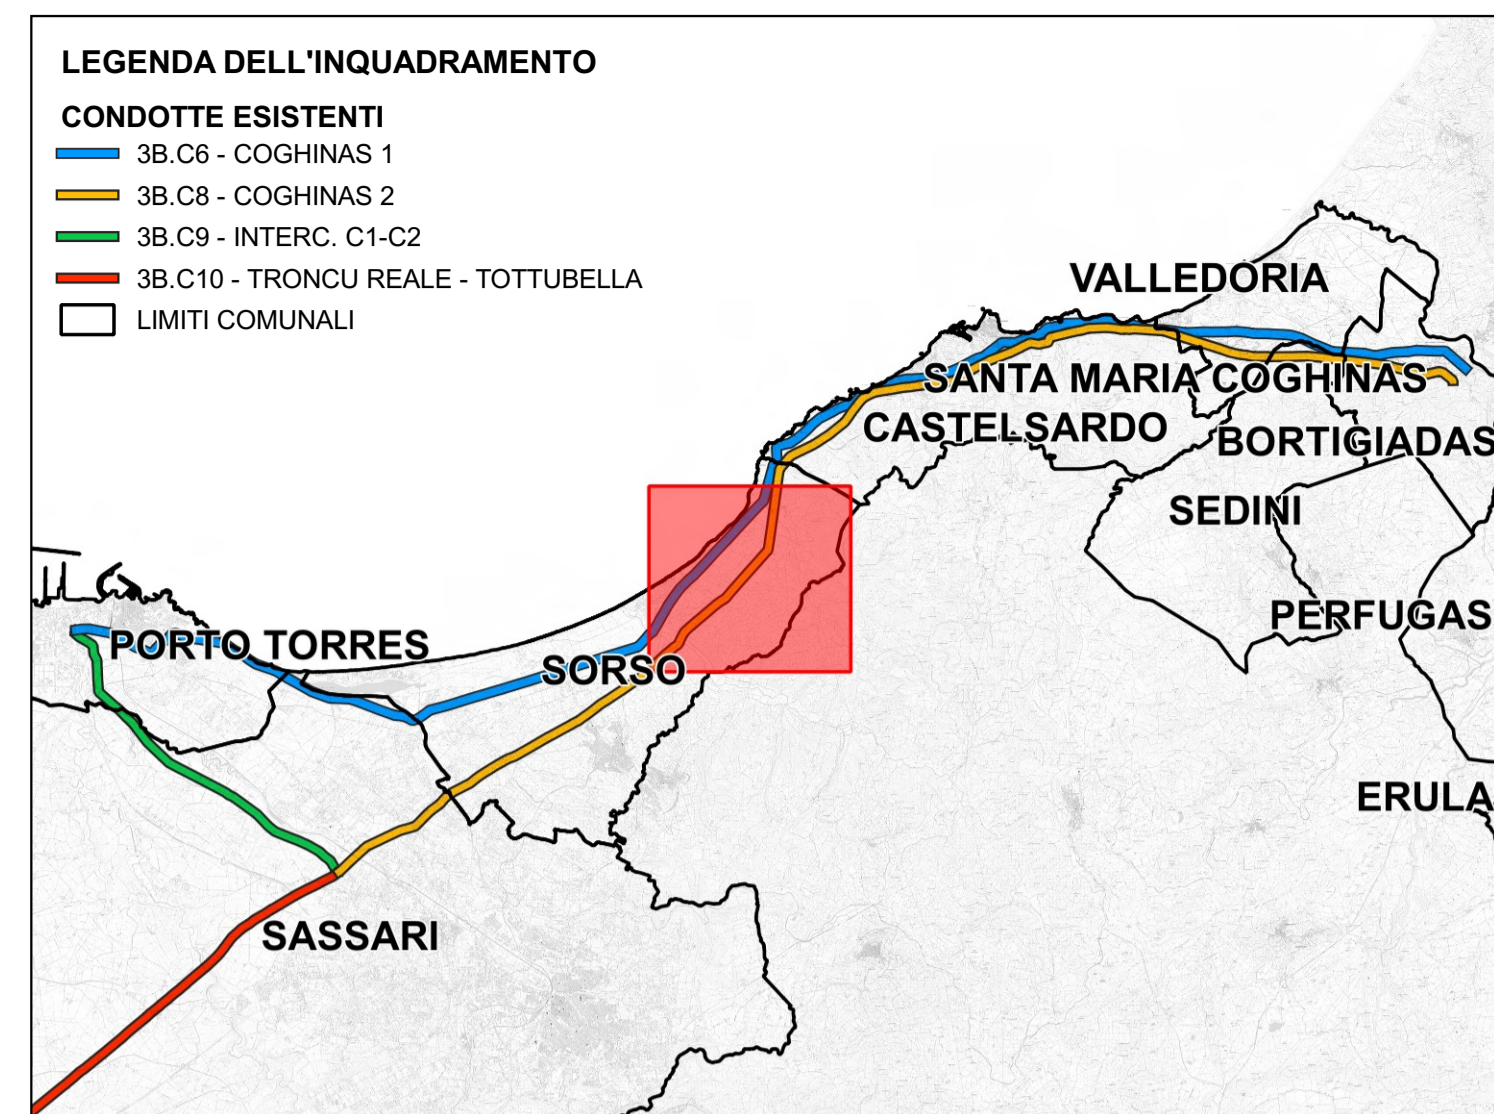 LEGENDA DELL'INQUADRAMENTO
CONDOTTE ESISTENTI
3B.C6 - COGHINAS 1
3B.C8 - COGHINAS 2
3B.C9 - INTERC. C1-C2
3B.C10 - TRONCU REALE - TOTTUBELLA
LIMITI COMUNALI
VALLEDORIA
SANTA MARIA COGHINAS
CASTELSARDO
BORTIGIADAS
SEDINI
PERFUGAS
PORTO TORRES
SORSO
ERULA
SASSARI